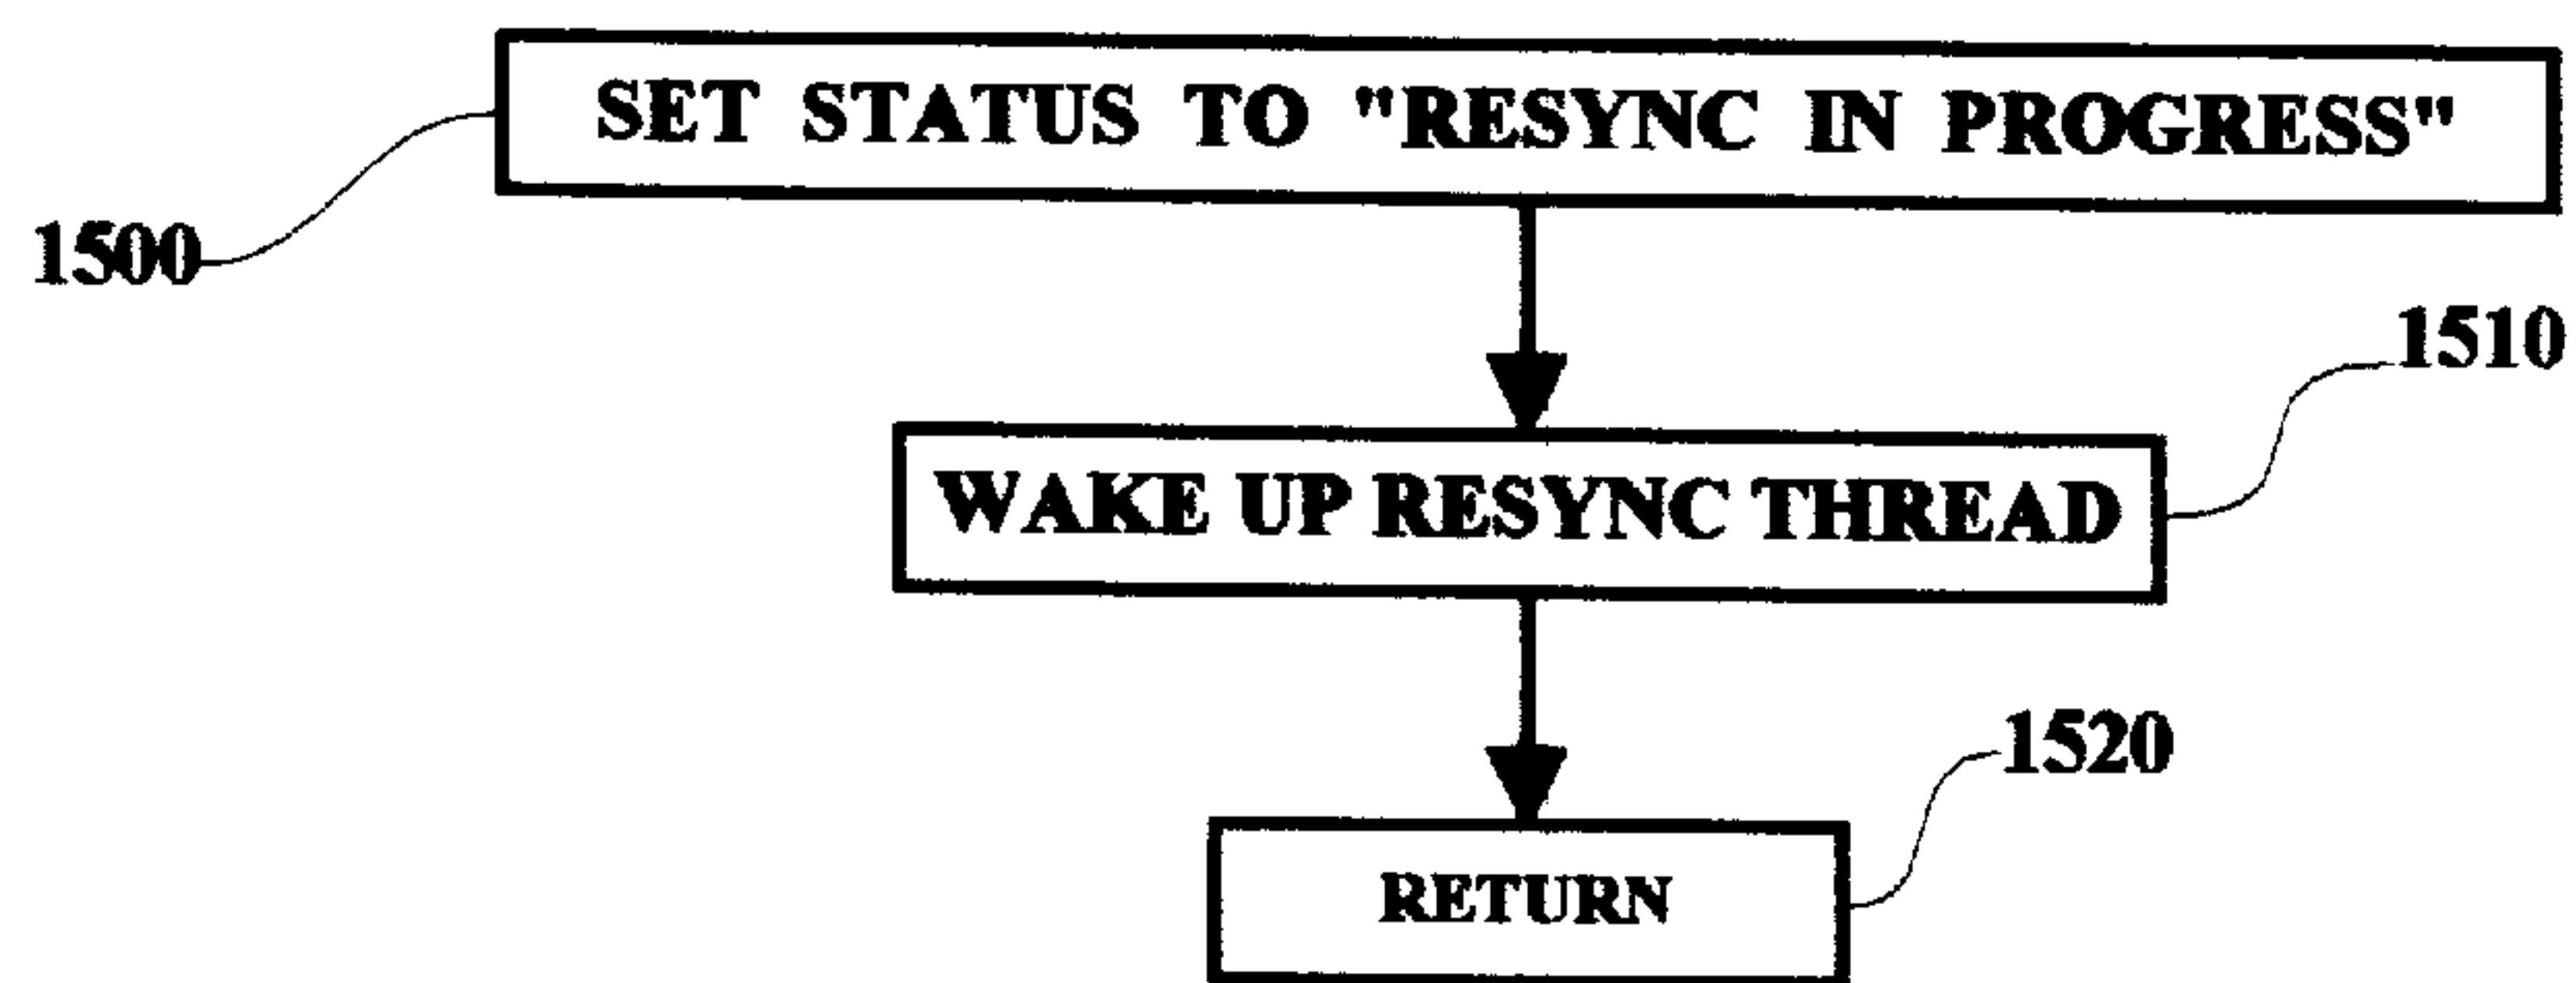 SET STATUS TO "RESYNC IN PROGRESS"
1500
1510
WAKE UP RESYNC THREAD
1520
RETURN